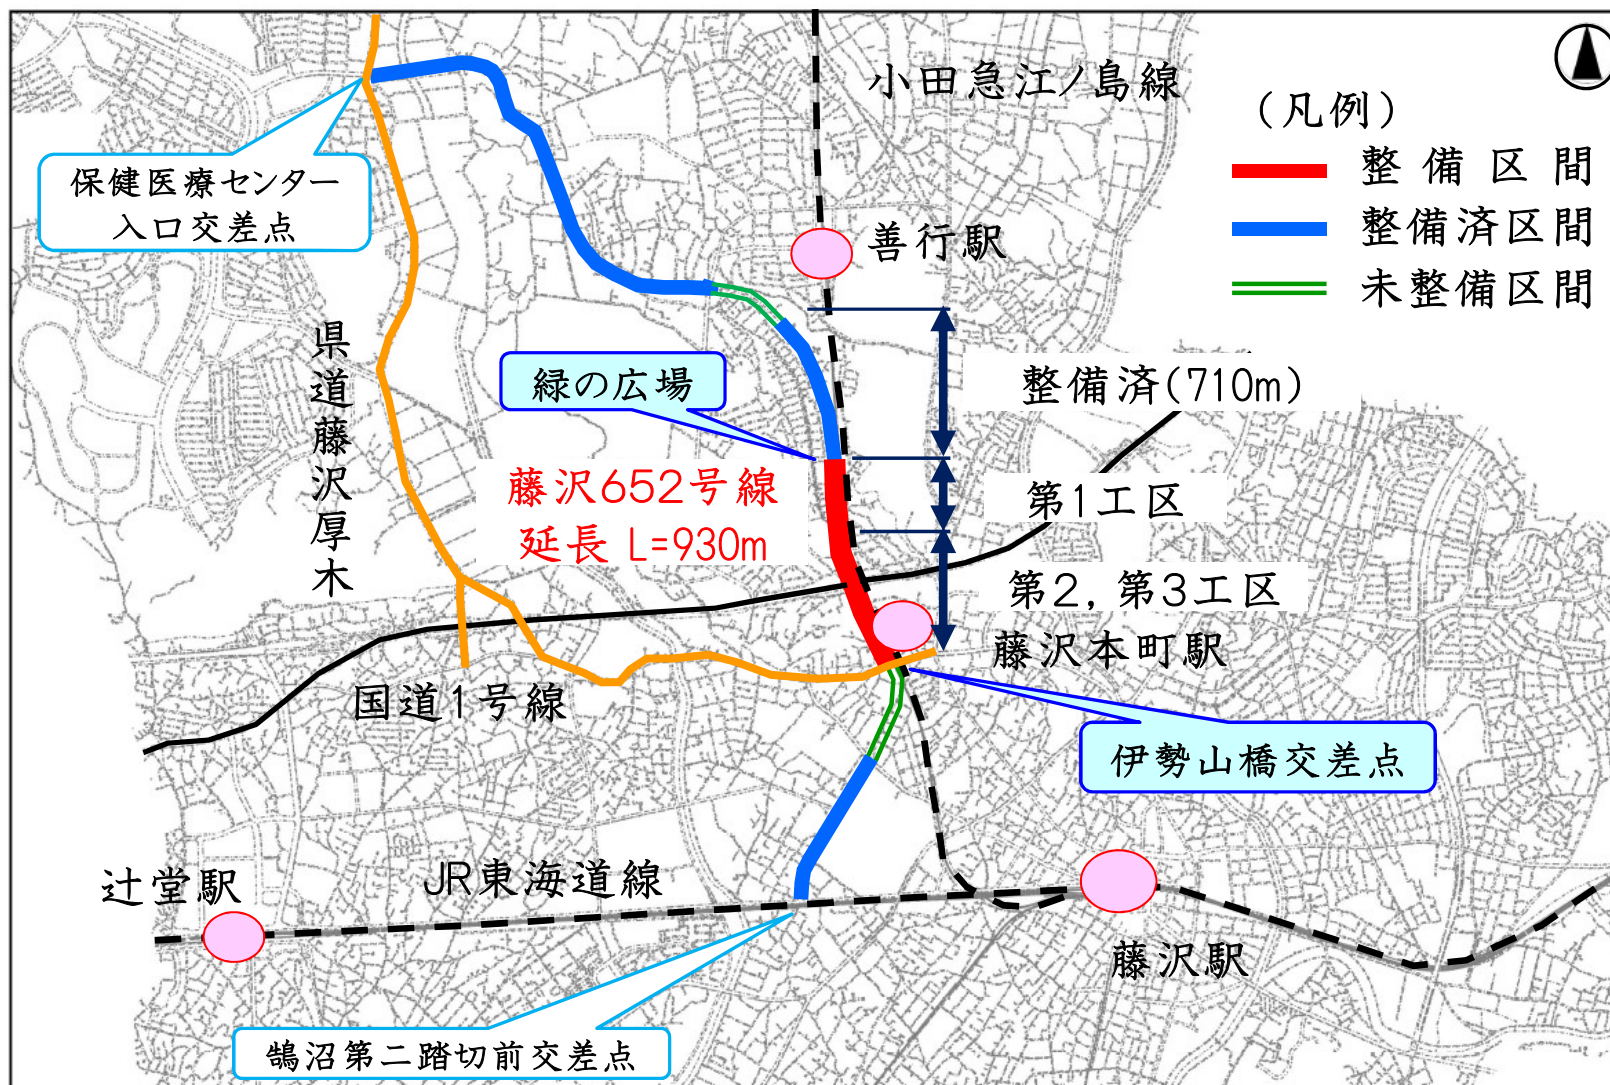 小田急江ノ島線
（凡例）
整備区間
整備済区間
未整備区間
保健医療センター
入口交差点
善行駅
県道藤沢厚木
緑の広場
整備済(710m)
藤沢652号線
延長 L=930m
第1工区
第2, 第3工区
藤沢本町駅
国道1号線
伊勢山橋交差点
辻堂駅
JR東海道線
藤沢駅
鵠沼第二踏切前交差点